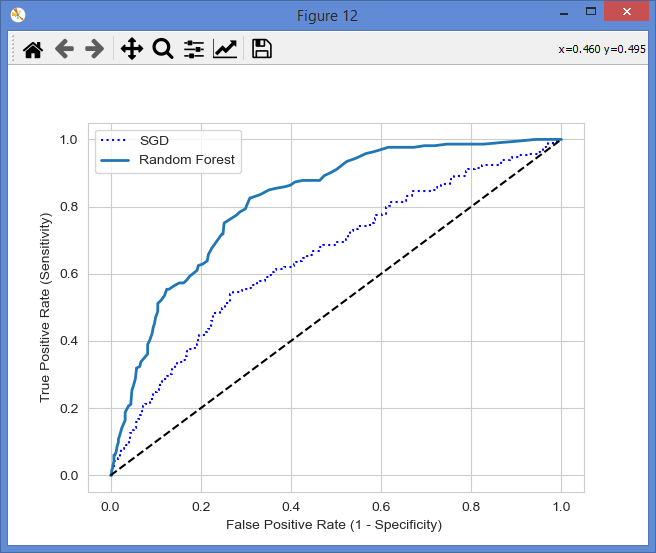 Figure 12
x=0.460 y=0.495
SGD
Random Forest
1.0
0.8
0.6
0.4
0.2
0.0
True Positive Rate (Sensitivity)
0.0 0.2 0.4 0.6 0.8 1.0
False Positive Rate (1 - Specificity)